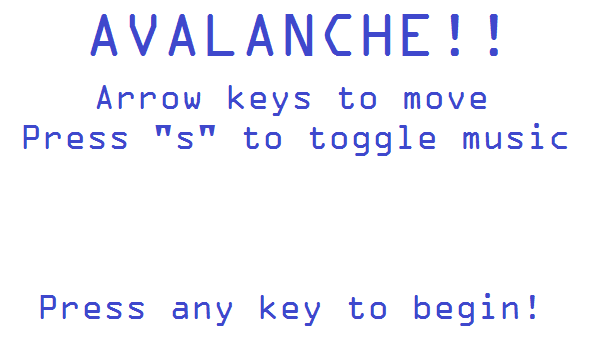 AVALANCHE!!
Arrow keys to move
Press "s" to toggle music
Press any key to begin!